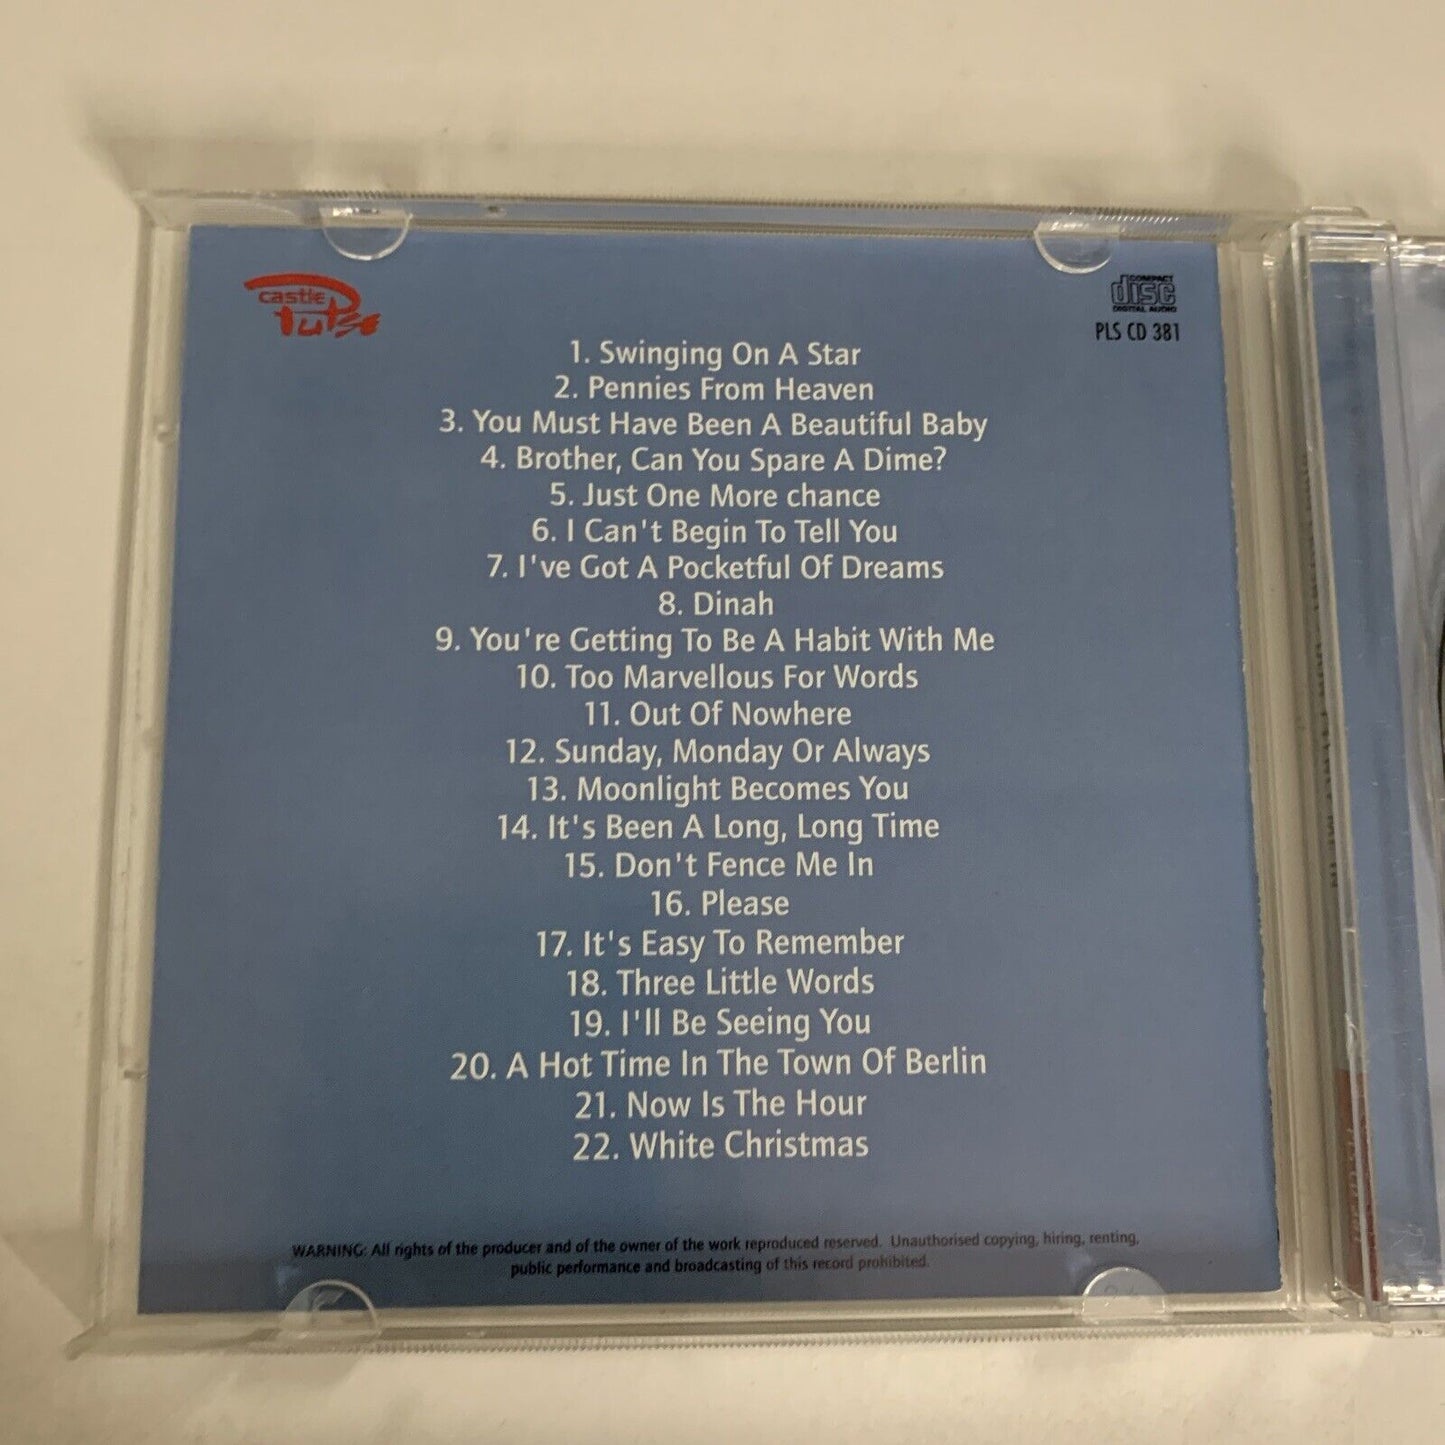 castle
Pulse
COMPACT
disc
DIGITAL AUDIO
PLS CD 381
1. Swinging On A Star
2. Pennies From Heaven
3. You Must Have Been A Beautiful Baby
4. Brother, Can You Spare A Dime?
5. Just One More chance
6. I Can't Begin To Tell You
7. I've Got A Pocketful Of Dreams
8. Dinah
9. You're Getting To Be A Habit With Me
10. Too Marvellous For Words
11. Out Of Nowhere
12. Sunday, Monday Or Always
13. Moonlight Becomes You
14. It's Been A Long, Long Time
15. Don't Fence Me In
16. Please
17. It's Easy To Remember
18. Three Little Words
19. I'll Be Seeing You
20. A Hot Time In The Town Of Berlin
21. Now Is The Hour
22. White Christmas
WARNING: All rights of the producer and of the owner of the work reproduced reserved. Unauthorised copying, hiring, renting,
public performance and broadcasting of this record prohibited.